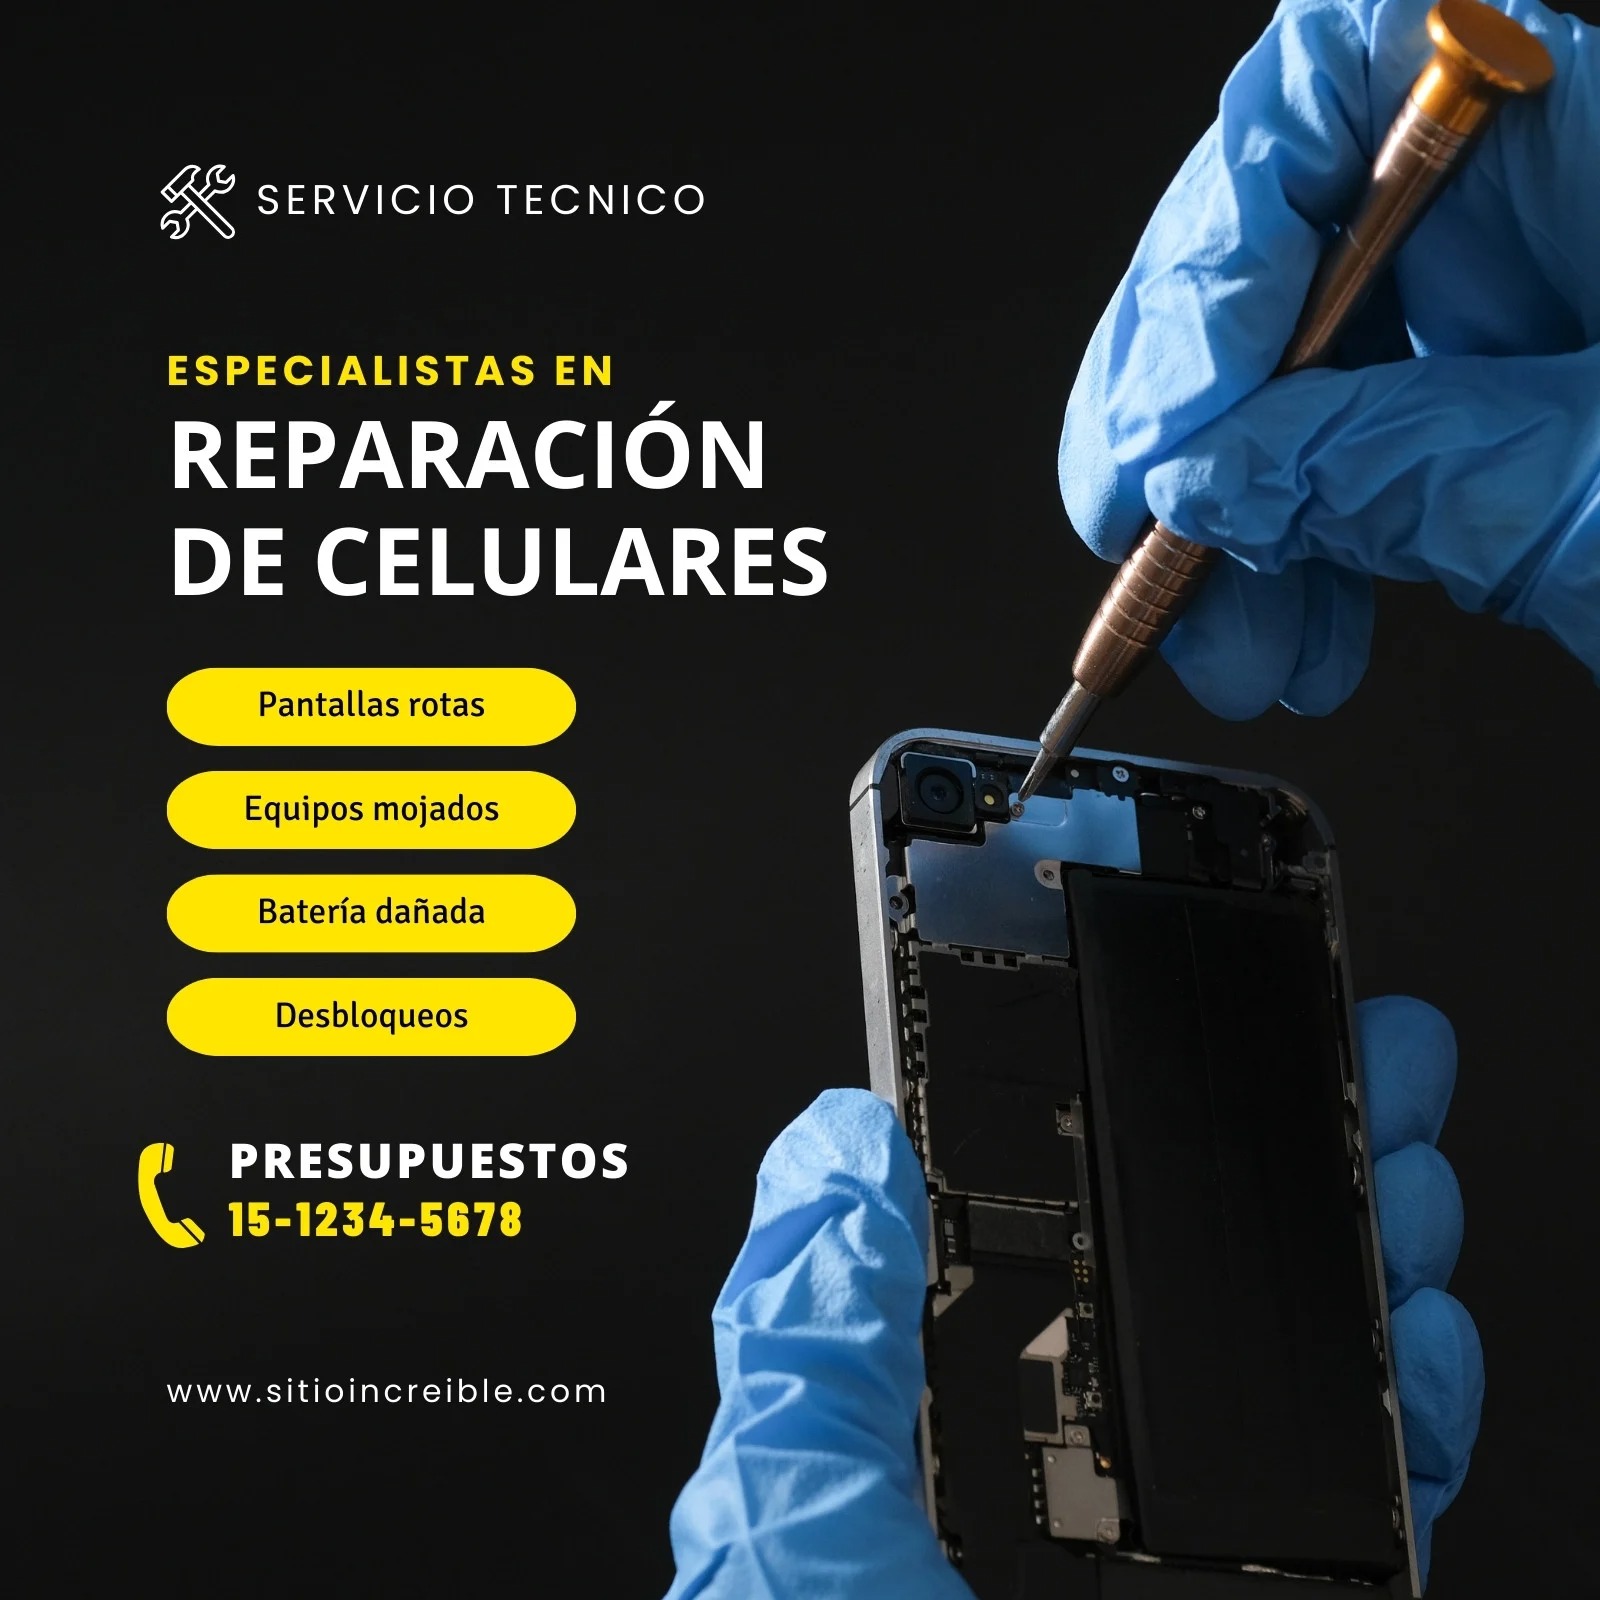 SERVICIO TECNICO
ESPECIALISTAS EN
REPARACIÓN
DE CELULARES
Pantallas rotas
Equipos mojados
Batería dañada
Desbloqueos
PRESUPUESTOS
15-1234-5678
www.sitioincreible.com